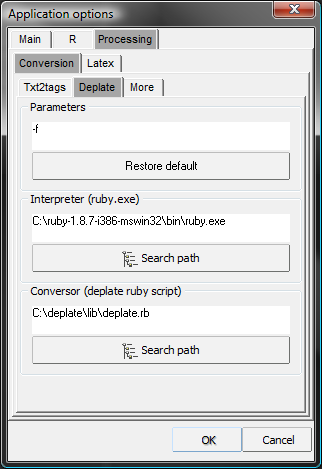 Application options
Main R Processing
Conversion Latex
Txt2tags Deplate More
Parameters
-f
Restore default
Interpreter (ruby.exe)
C:\ruby-1.8.7-i386-mswin32\bin\ruby.exe
Search path
Conversor (deplate ruby script)
C:\deplate\lib\deplate.rb
Search path
OK Cancel